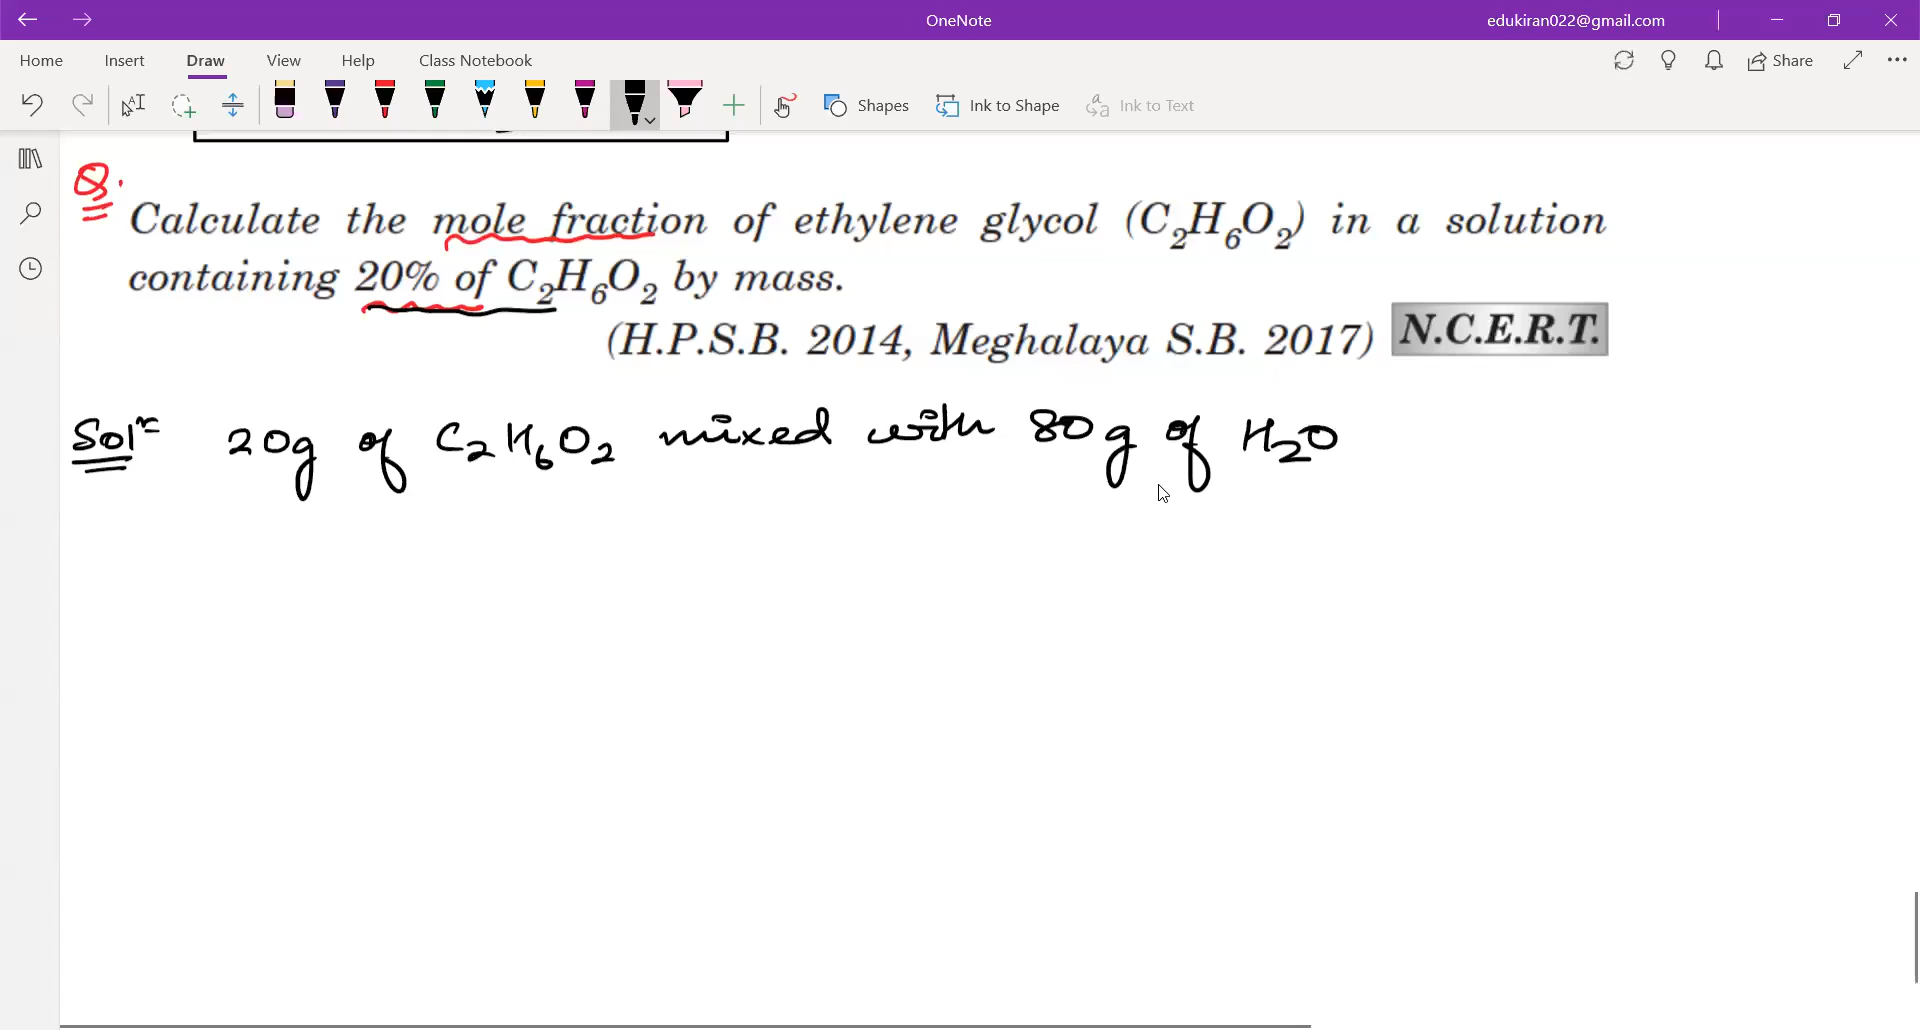 OneNote
edukiran022@gmail.com
Home Insert Draw View Help Class Notebook
Share
Shapes Ink to Shape Ink to Text
Q.
Calculate the mole fraction of ethylene glycol (C₂H₆O₂) in a solution
containing 20% of C₂H₆O₂ by mass.
(H.P.S.B. 2014, Meghalaya S.B. 2017) N.C.E.R.T.
Solⁿ 20g of C₂H₆O₂ mixed with 80g of H₂O